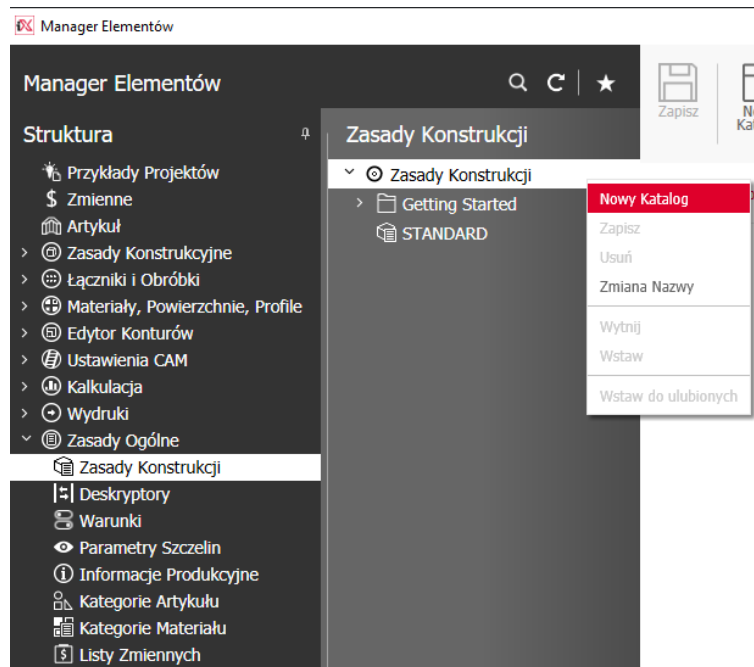 Manager Elementów
Manager Elementów
Struktura
Przykłady Projektów
Zmienne
Artykuł
Zasady Konstrukcyjne
Łączniki i Obróbki
Materiały, Powierzchnie, Profile
Edytor Konturów
Ustawienia CAM
Kalkulacja
Wydruki
Zasady Ogólne
Zasady Konstrukcji
Deskryptory
Warunki
Parametry Szczelin
Informacje Produkcyjne
Kategorie Artykułu
Kategorie Materiału
Listy Zmiennych
Zasady Konstrukcji
Zasady Konstrukcji
Getting Started
STANDARD
Zapisz
Nowy Katalog
Zapisz
Usuń
Zmiana Nazwy
Wytnij
Wstaw
Wstaw do ulubionych